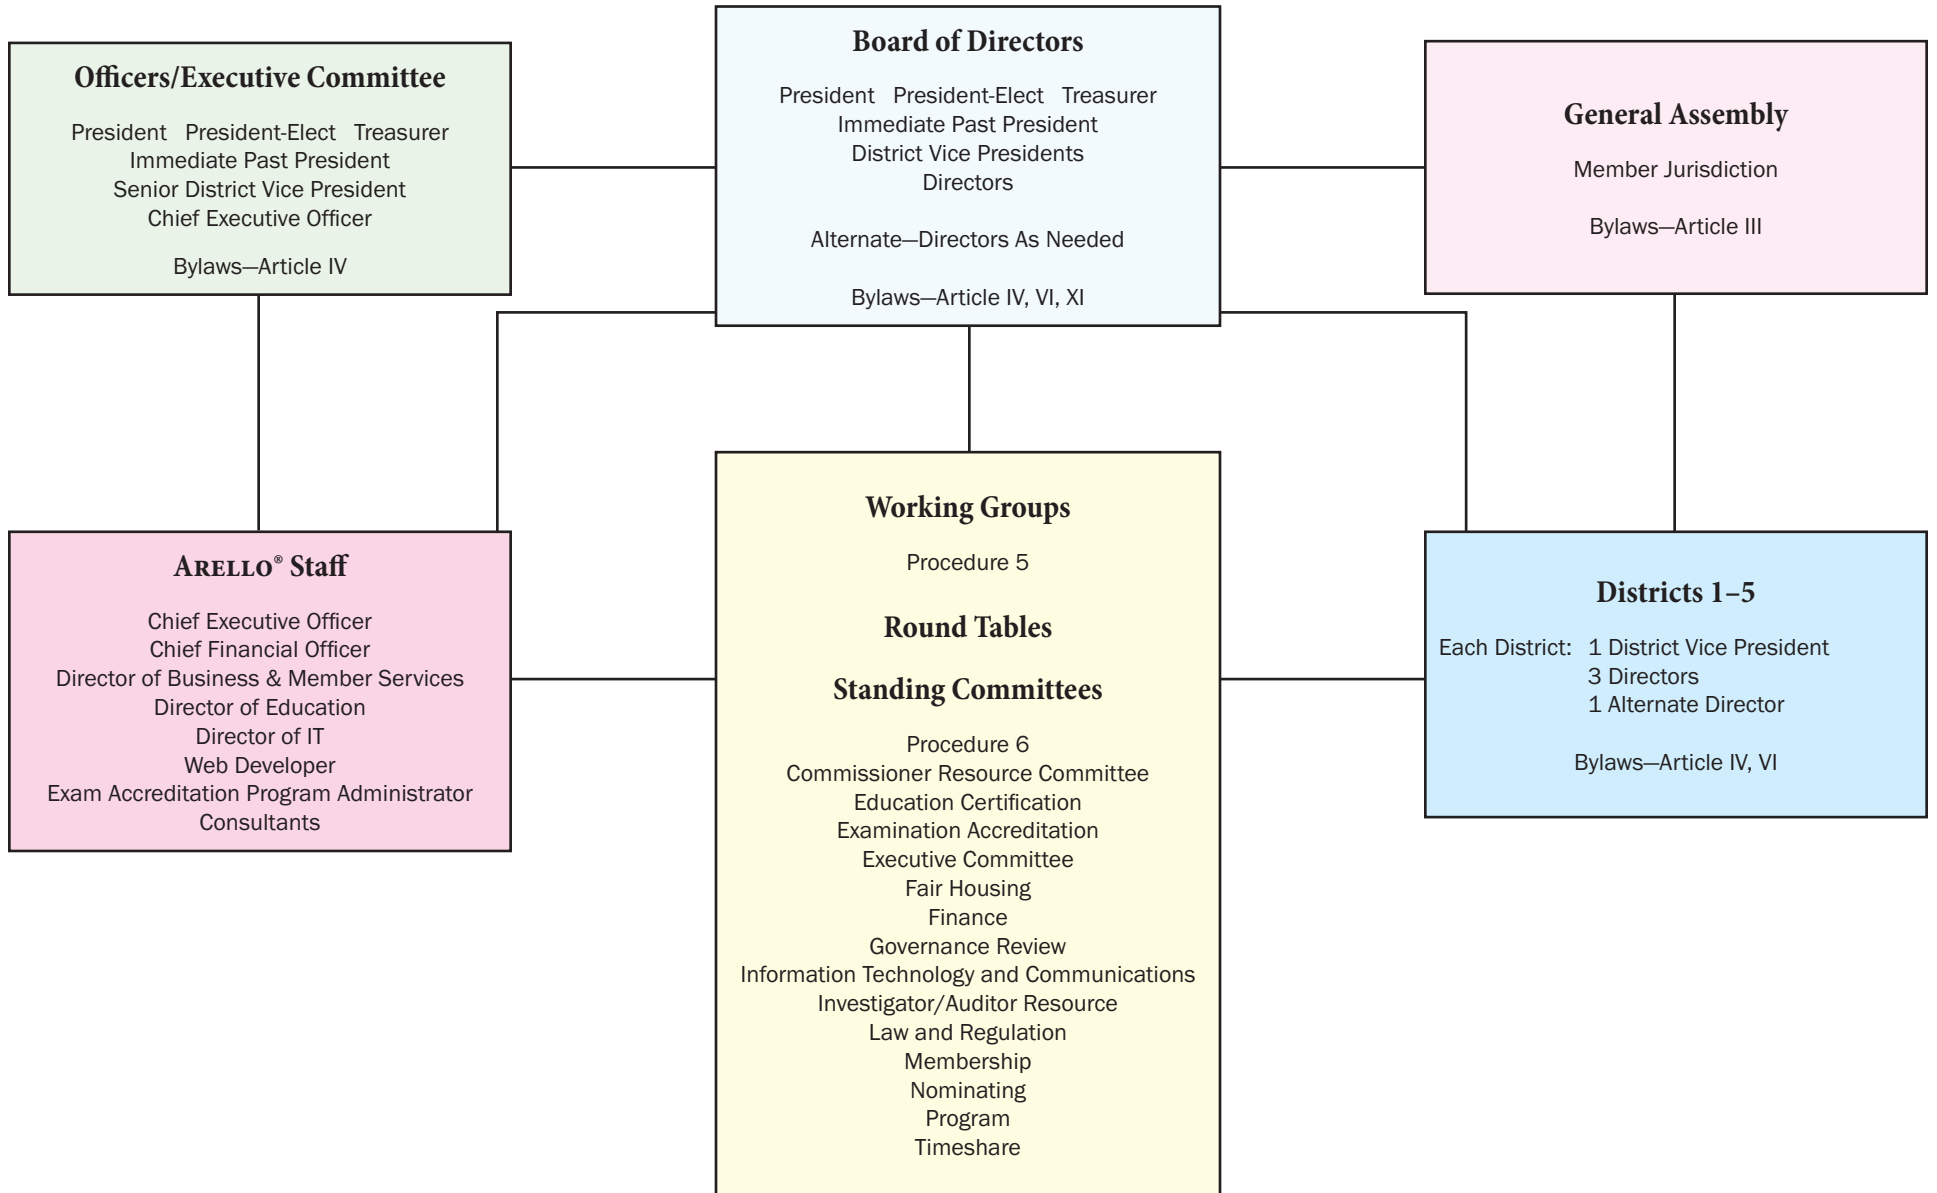 Officers/Executive Committee
President President-Elect Treasurer
Immediate Past President
Senior District Vice President
Chief Executive Officer
Bylaws—Article IV
Board of Directors
President President-Elect Treasurer
Immediate Past President
District Vice Presidents
Directors
Alternate—Directors As Needed
Bylaws—Article IV, VI, XI
General Assembly
Member Jurisdiction
Bylaws—Article III
ARELLO® Staff
Chief Executive Officer
Chief Financial Officer
Director of Business & Member Services
Director of Education
Director of IT
Web Developer
Exam Accreditation Program Administrator
Consultants
Working Groups
Procedure 5
Round Tables
Standing Committees
Procedure 6
Commissioner Resource Committee
Education Certification
Examination Accreditation
Executive Committee
Fair Housing
Finance
Governance Review
Information Technology and Communications
Investigator/Auditor Resource
Law and Regulation
Membership
Nominating
Program
Timeshare
Districts 1–5
Each District: 1 District Vice President
3 Directors
1 Alternate Director
Bylaws—Article IV, VI